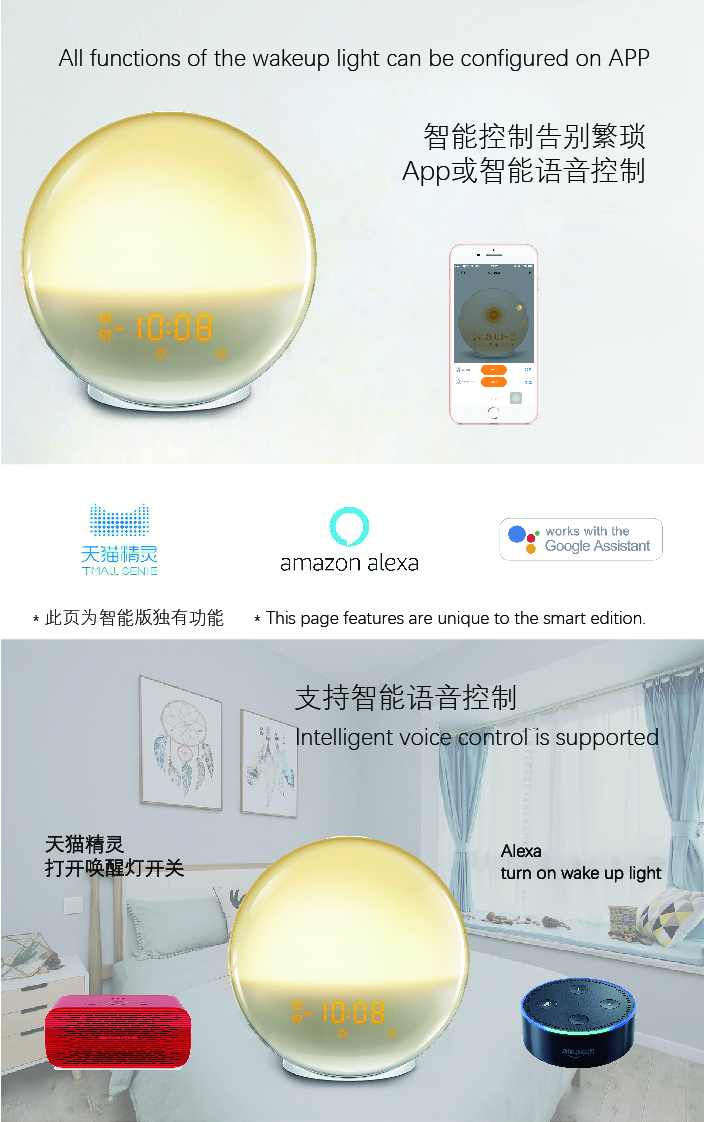 All functions of the wakeup light can be configured on APP
智能控制告别繁琐
App或智能语音控制
10:08
天猫精灵
TMALL GENIE
amazon alexa
works with the
Google Assistant
* 此页为智能版独有功能
* This page features are unique to the smart edition.
支持智能语音控制
Intelligent voice control is supported
天猫精灵
打开唤醒灯开关
Alexa
turn on wake up light
10:08